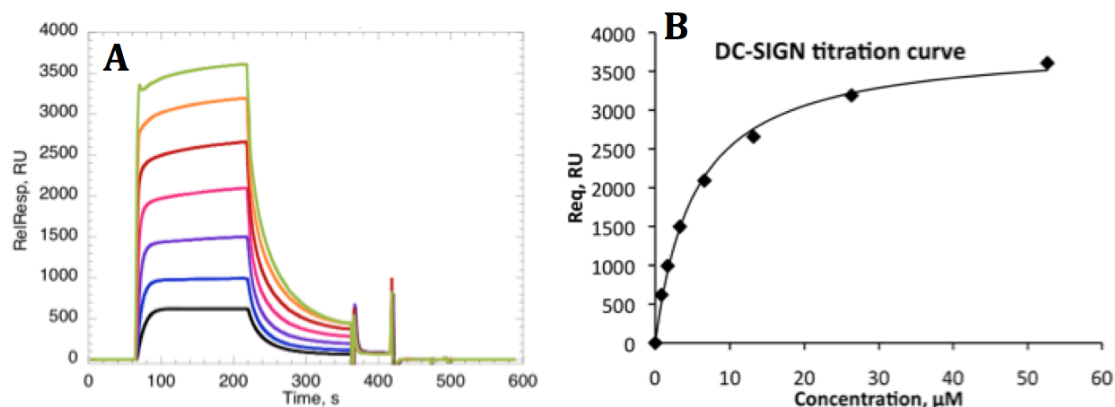 A
4000
3500
3000
2500
2000
1500
1000
500
0
RelResp, RU
0 100 200 300 400 500 600
Time, s
B
DC-SIGN titration curve
4000
3500
3000
2500
2000
1500
1000
500
0
Req, RU
0 10 20 30 40 50 60
Concentration, μM